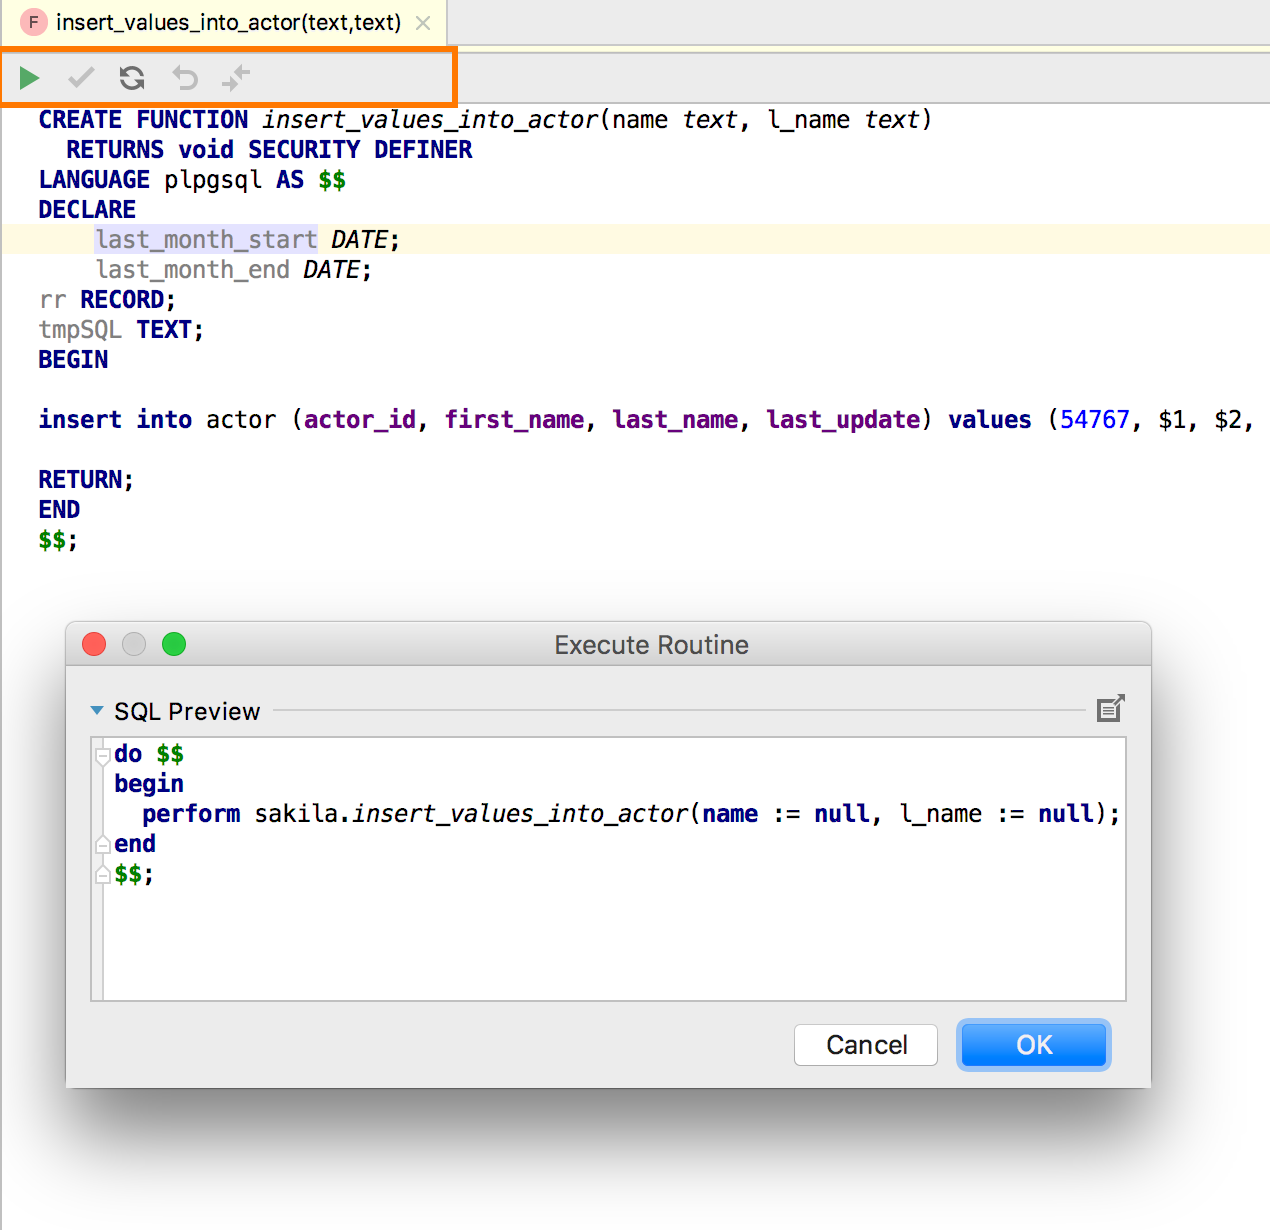 F insert_values_into_actor(text,text)
CREATE FUNCTION insert_values_into_actor(name text, l_name text)
RETURNS void SECURITY DEFINER
LANGUAGE plpgsql AS $$
DECLARE
last_month_start DATE;
last_month_end DATE;
rr RECORD;
tmpSQL TEXT;
BEGIN
insert into actor (actor_id, first_name, last_name, last_update) values (54767, $1, $2,
RETURN;
END
$$;
Execute Routine
SQL Preview
do $$
begin
perform sakila.insert_values_into_actor(name := null, l_name := null);
end
$$;
Cancel OK